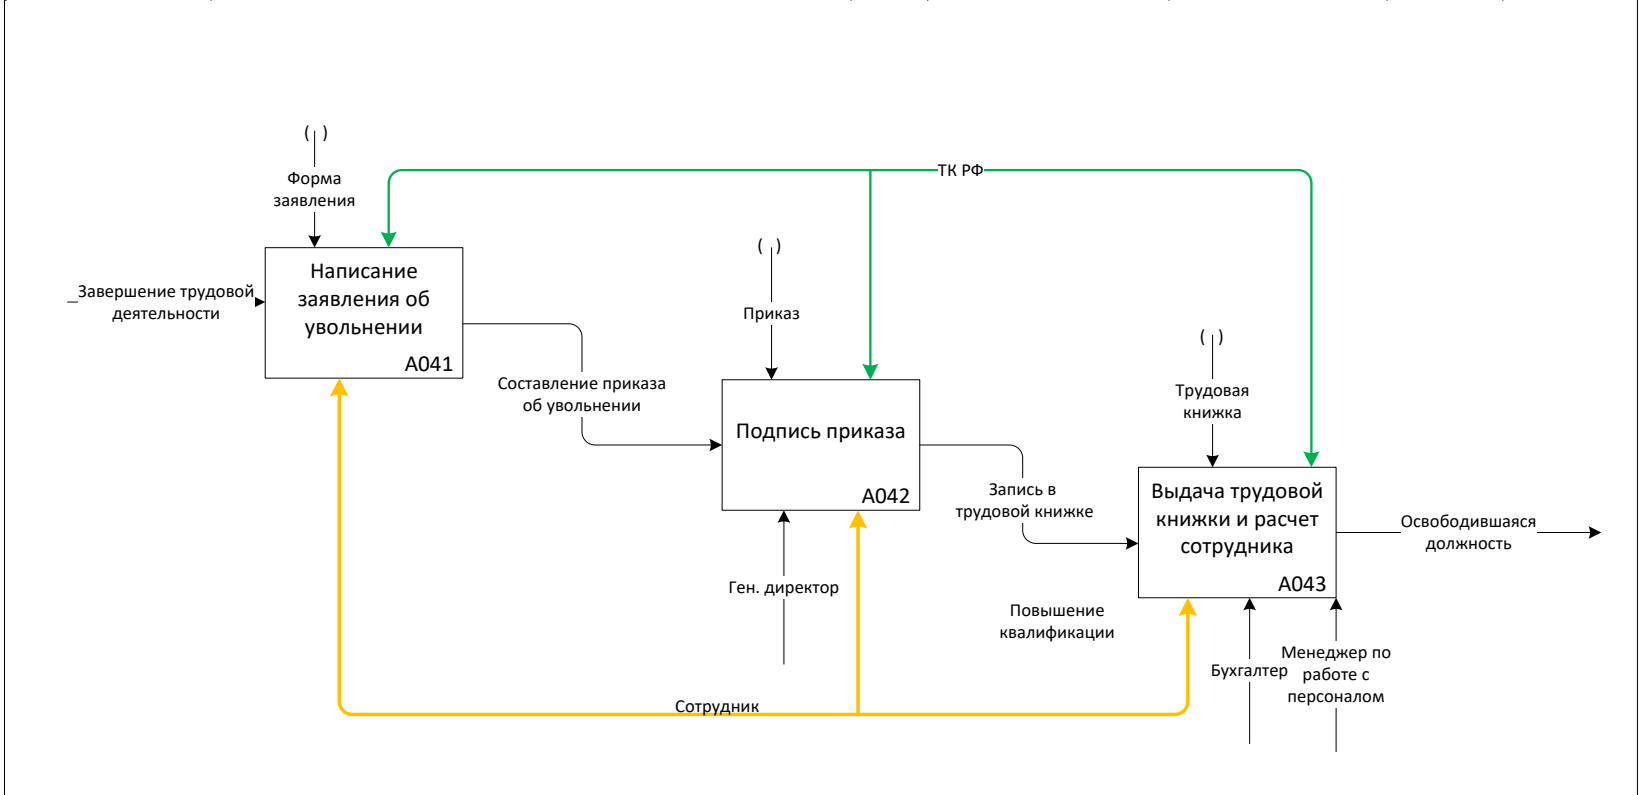 ( )
Форма
заявления
ТК РФ
Написание
заявления об
увольнении
A041
Завершение трудовой
деятельности
( )
Приказ
Составление приказа
об увольнении
Подпись приказа
A042
( )
Трудовая
книжка
Запись в
трудовой книжке
Выдача трудовой
книжки и расчет
сотрудника
A043
Освободившаяся
должность
Ген. директор
Повышение
квалификации
Бухгалтер
Менеджер по
работе с
персоналом
Сотрудник